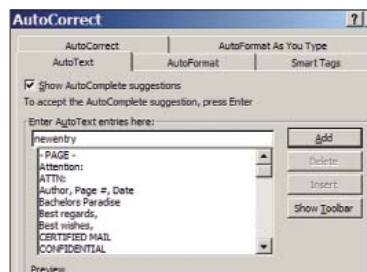 AutoCorrect
?
AutoCorrect
AutoFormat As You Type
AutoText
AutoFormat
Smart Tags
Show AutoComplete suggestions
To accept the AutoComplete suggestion, press Enter
Enter AutoText entries here:
newentry
Add
- PAGE -
Attention:
ATTN:
Author, Page #, Date
Bachelors Paradise
Best regards,
Best wishes,
CERTIFIED MAIL
CONFIDENTIAL
Delete
Insert
Show Toolbar
Preview